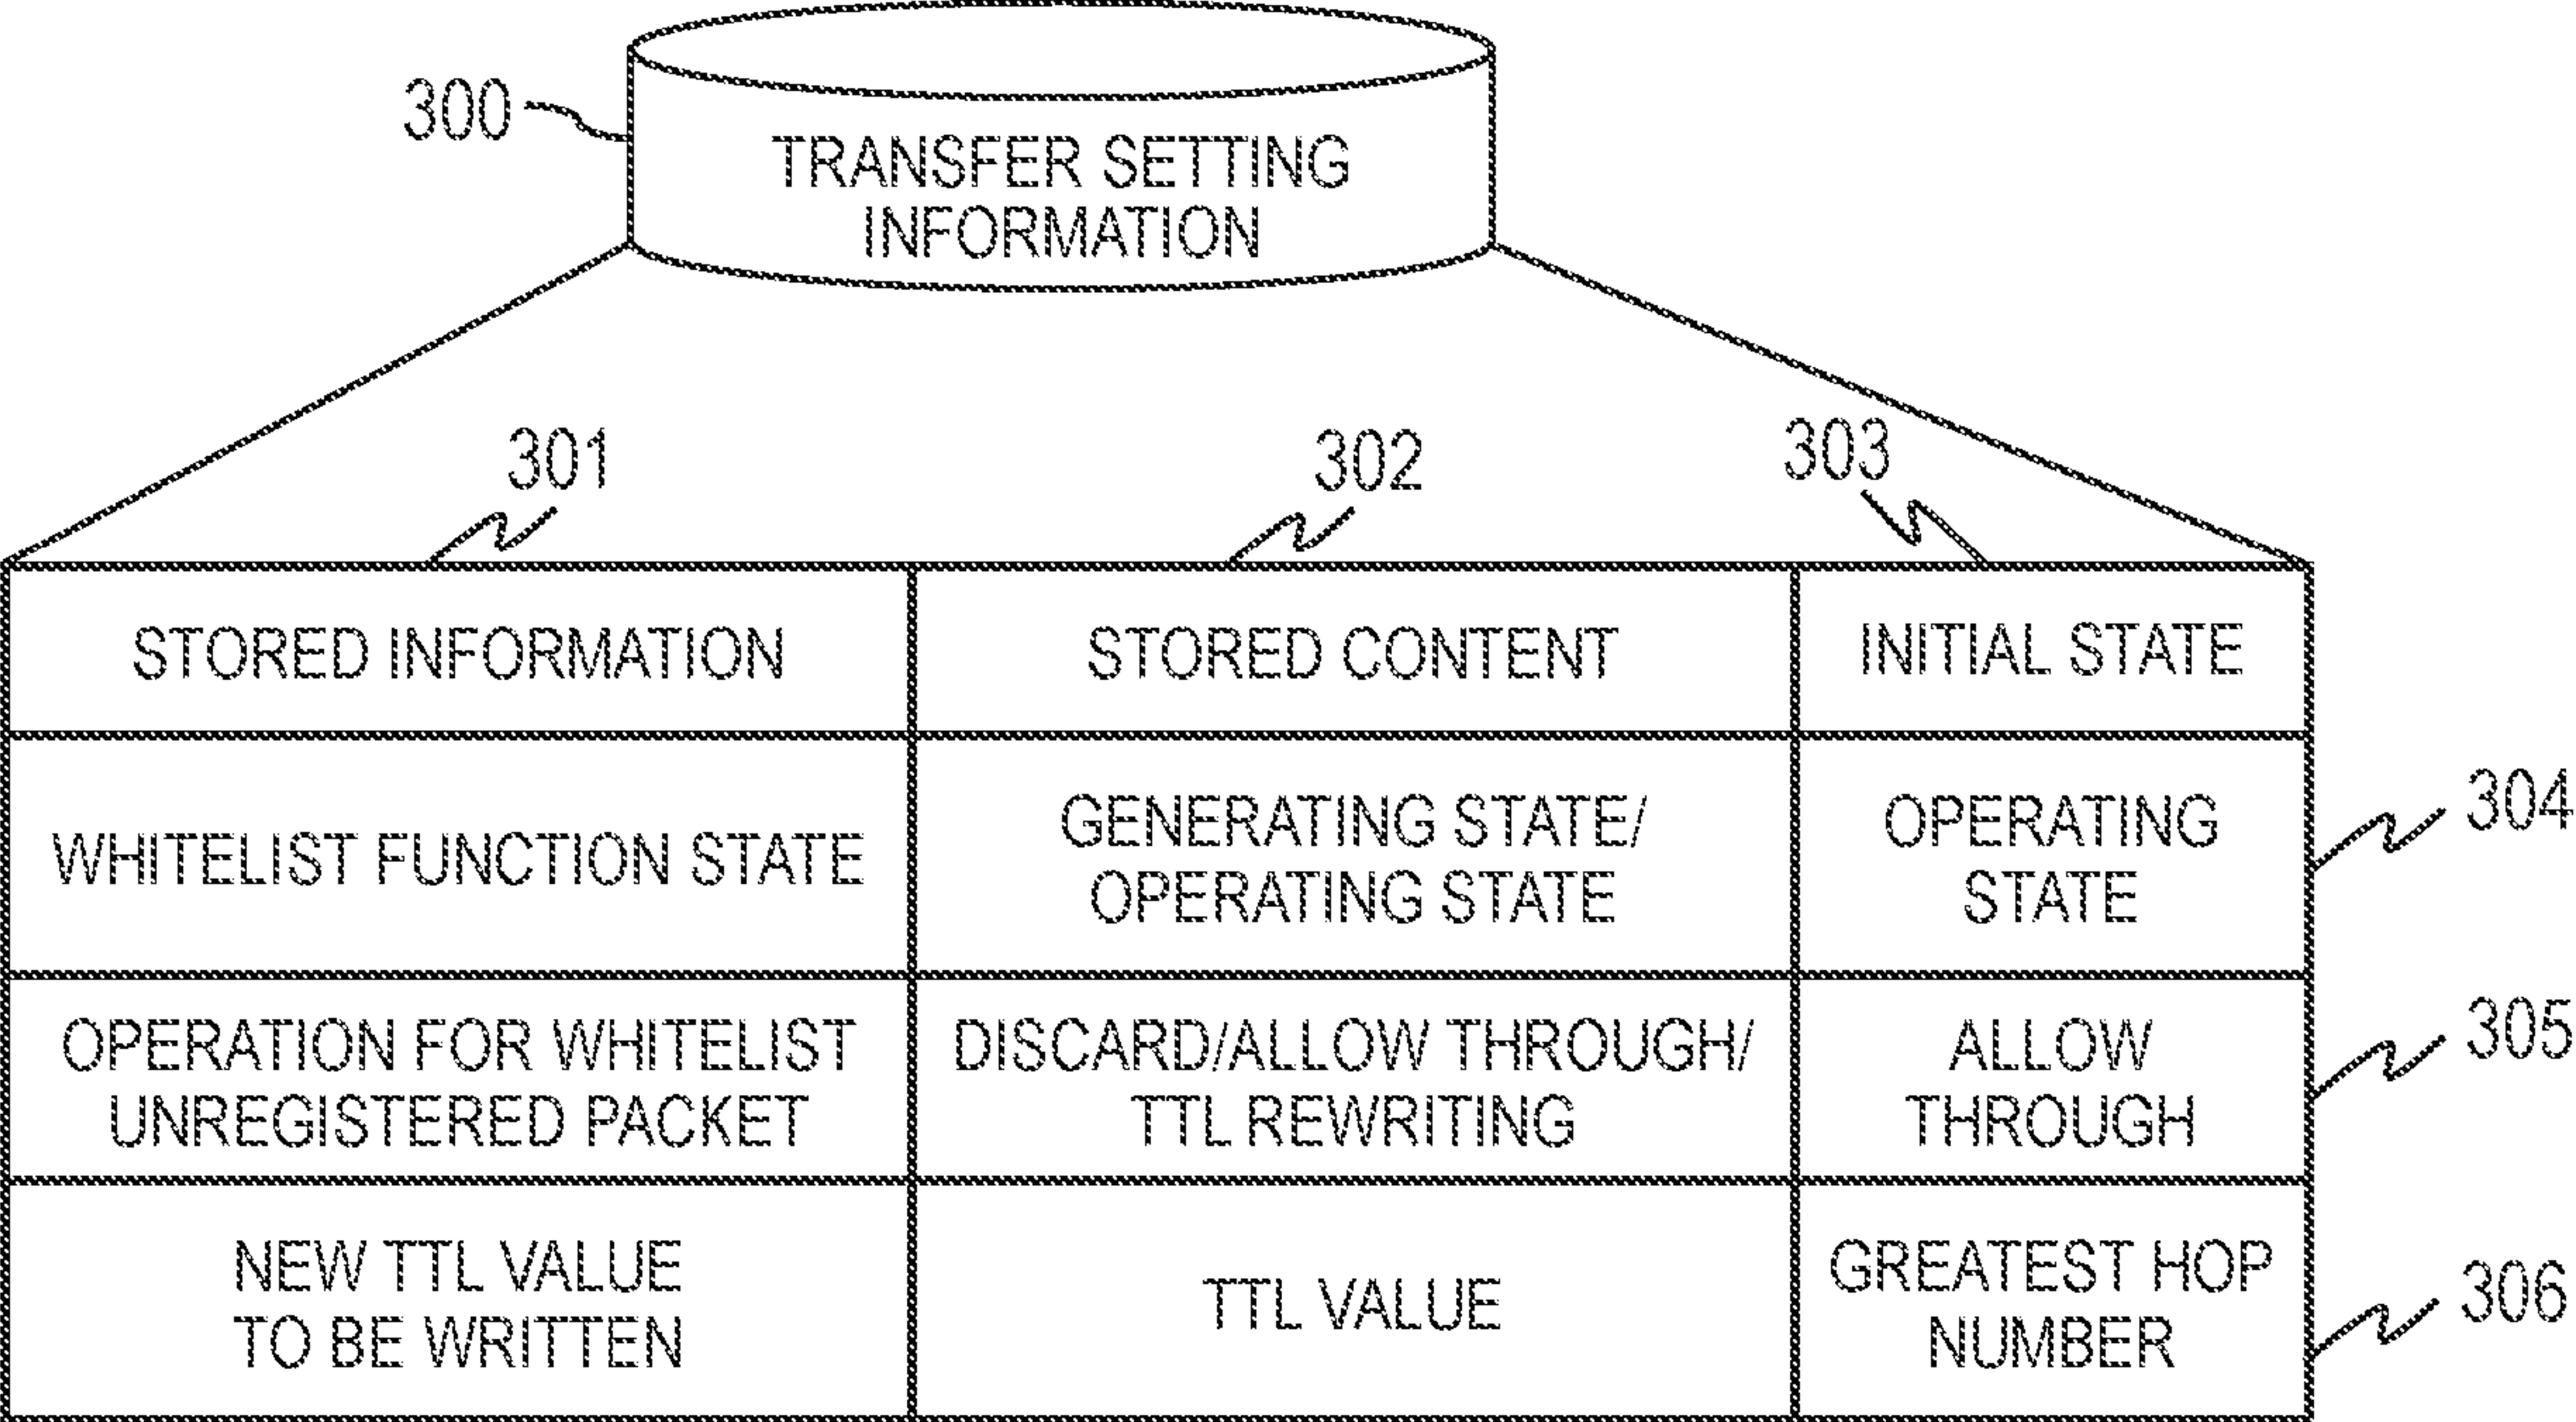 300
TRANSFER SETTING
INFORMATION
301
302
303
STORED INFORMATION
STORED CONTENT
INITIAL STATE
WHITELIST FUNCTION STATE
GENERATING STATE/
OPERATING STATE
OPERATING
STATE
304
OPERATION FOR WHITELIST
UNREGISTERED PACKET
DISCARD/ALLOW THROUGH/
TTL REWRITING
ALLOW
THROUGH
305
NEW TTL VALUE
TO BE WRITTEN
TTL VALUE
GREATEST HOP
NUMBER
306